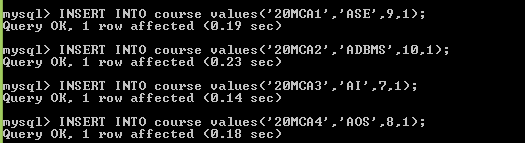 mysql> INSERT INTO course values('20MCA1','ASE',9,1);
Query OK, 1 row affected (0.19 sec)
mysql> INSERT INTO course values('20MCA2','ADBMS',10,1);
Query OK, 1 row affected (0.23 sec)
mysql> INSERT INTO course values('20MCA3','AI',7,1);
Query OK, 1 row affected (0.14 sec)
mysql> INSERT INTO course values('20MCA4','AOS',8,1);
Query OK, 1 row affected (0.18 sec)